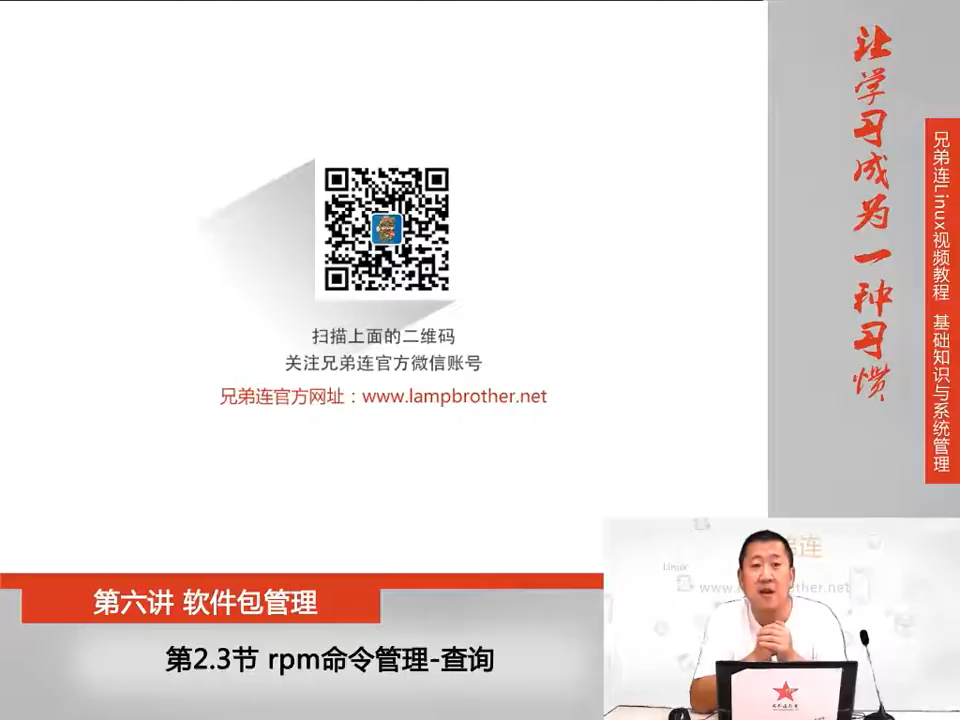 让学习成为一种习惯
兄弟连Linux视频教程 基础知识与系统管理
扫描上面的二维码
关注兄弟连官方微信账号
兄弟连官方网址：www.lampbrother.net
第六讲 软件包管理
第2.3节 rpm命令管理-查询
Linux